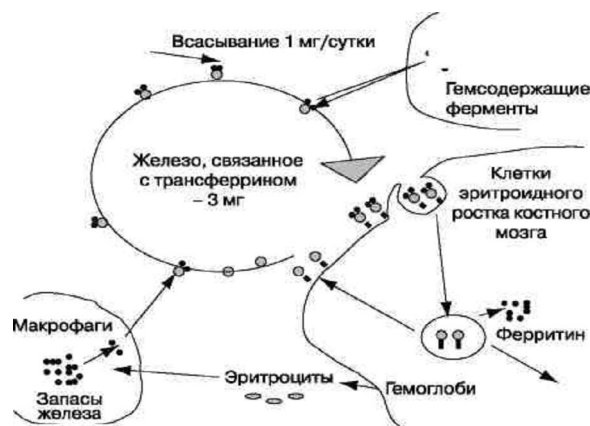 Всасывание 1 мг/сутки
Гемсодержащие
ферменты
Железо, связанное
с трансферрином
– 3 мг
Клетки
эритроидного
ростка костного
мозга
Макрофаги
Ферритин
Запасы
железа
Эритроциты
Гемоглоби